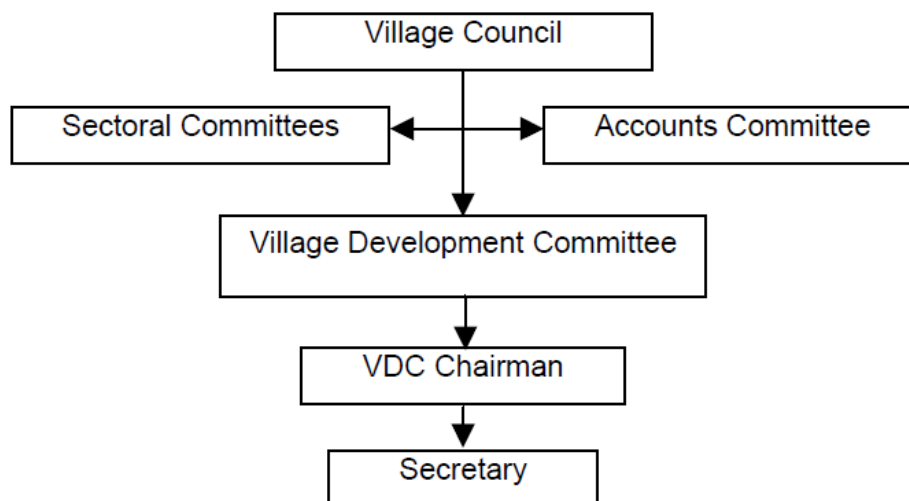 Village Council
Sectoral Committees
Accounts Committee
Village Development Committee
VDC Chairman
Secretary